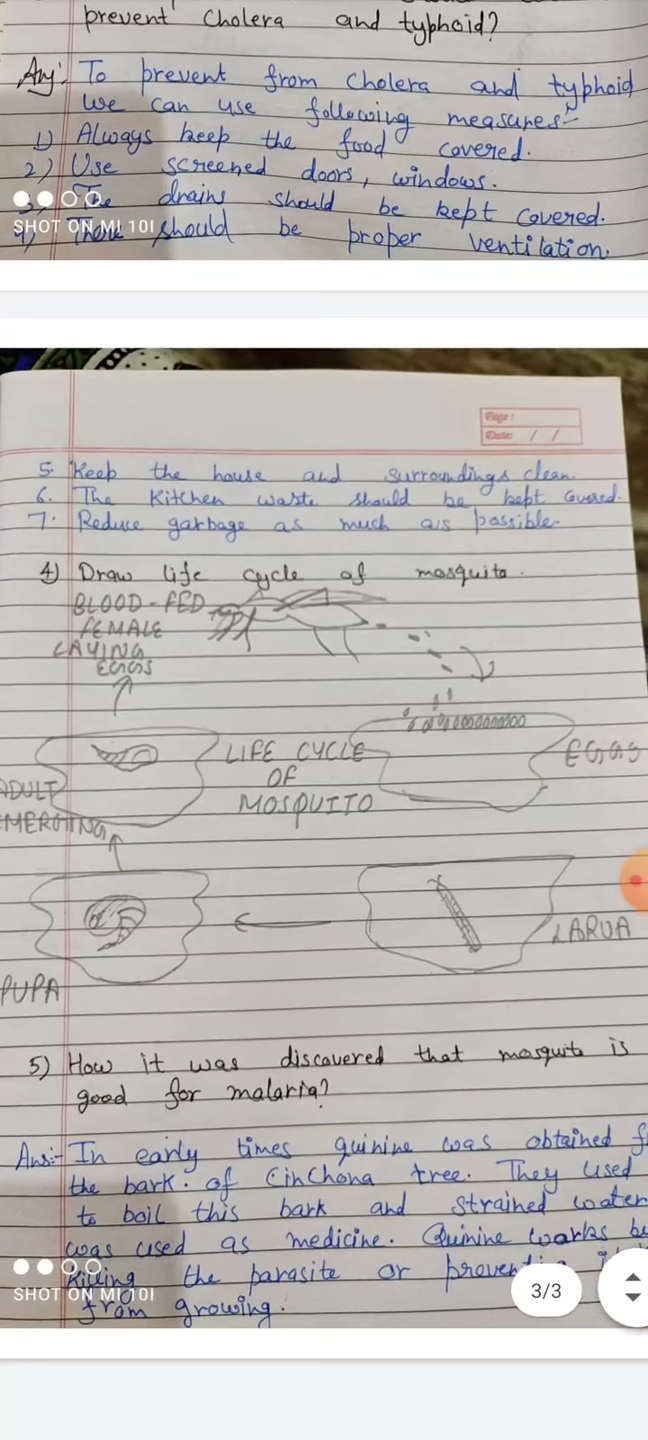 prevent Cholera and typhoid?
Ans:- To prevent from Cholera and typhoid
we can use following measures:-
1) Always keep the food covered.
2) Use screened doors, windows.
3) The drains should be kept covered.
SHOT ON MI 10I
4) There should be proper ventilation.
Page:
Date: / /
5. Keep the house and surroundings clean.
6. The Kitchen waste should be kept covered.
7. Reduce garbage as much as possible.
4) Draw life cycle of mosquito.
BLOOD-FED
FEMALE
LAYING
EGGS
LIFE CYCLE
OF
MOSQUITO
EGGS
ADULT
EMERGING
LARVA
PUPA
5) How it was discovered that mosquito is
good for malaria?
Ans:- In early times quinine was obtained f
the bark. of CinChona tree. They used
to boil this bark and strained water
was used as medicine. Quinine works by
killing the parasite or preventi
SHOT ON MI 10I
3/3
from growing.